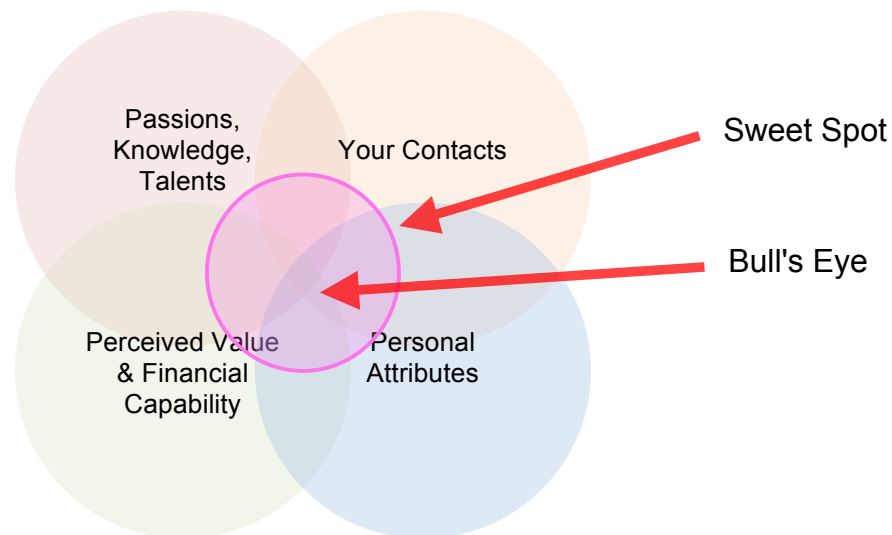 Passions,
Knowledge,
Talents
Your Contacts
Sweet Spot
Bull's Eye
Perceived Value
& Financial
Capability
Personal
Attributes